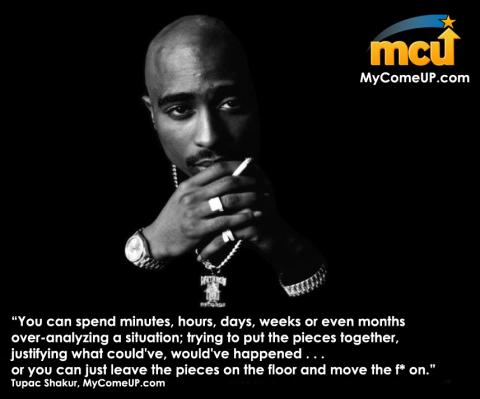 mcu
MyComeUP.com
“You can spend minutes, hours, days, weeks or even months
over-analyzing a situation; trying to put the pieces together,
justifying what could've, would've happened . . .
or you can just leave the pieces on the floor and move the f* on.”
Tupac Shakur, MyComeUP.com